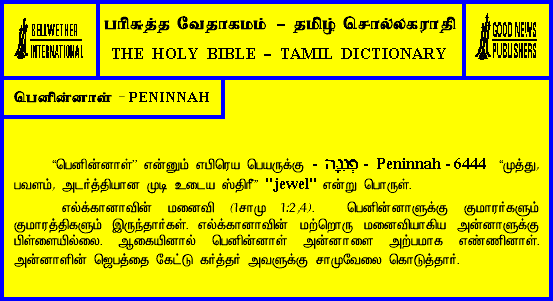 BELLWETHER
INTERNATIONAL
பரிசுத்த வேதாகமம் – தமிழ் சொல்லகராதி
THE HOLY BIBLE – TAMIL DICTIONARY
GOOD NEWS
PUBLISHERS
பெனின்னாள் – PENINNAH
“பெனின்னாள்” என்னும் எபிரெய பெயருக்கு - פְּנִנָּה - Peninnah - 6444 “முத்து,
பவளம், அடர்த்தியான முடி உடைய ஸ்திரீ” "jewel" என்று பொருள்.
எல்க்கானாவின் மனைவி (1சாமு 1:2,4). பெனின்னாளுக்கு குமாரர்களும்
குமாரத்திகளும் இருந்தார்கள். எல்க்கானாவின் மற்றொரு மனைவியாகிய அன்னாளுக்கு
பிள்ளையில்லை. ஆகையினால் பெனின்னாள் அன்னாளை அற்பமாக எண்ணினாள்.
அன்னாளின் ஜெபத்தை கேட்டு கர்த்தர் அவளுக்கு சாமுவேலை கொடுத்தார்.